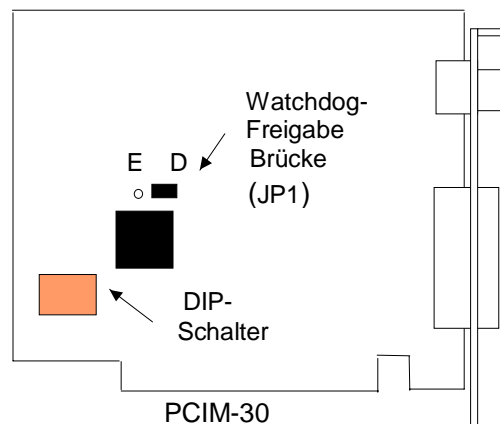 Watchdog-
Freigabe
Brücke
(JP1)
E D
DIP-
Schalter
PCIM-30